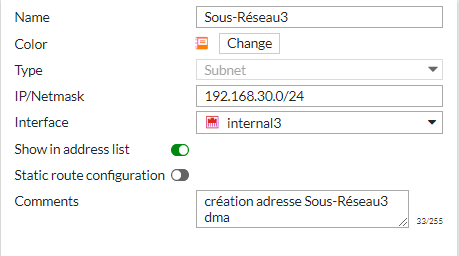 Name Sous-Réseau3
Color Change
Type Subnet
IP/Netmask 192.168.30.0/24
Interface internal3
Show in address list
Static route configuration
Comments création adresse Sous-Réseau3
dma
33/255